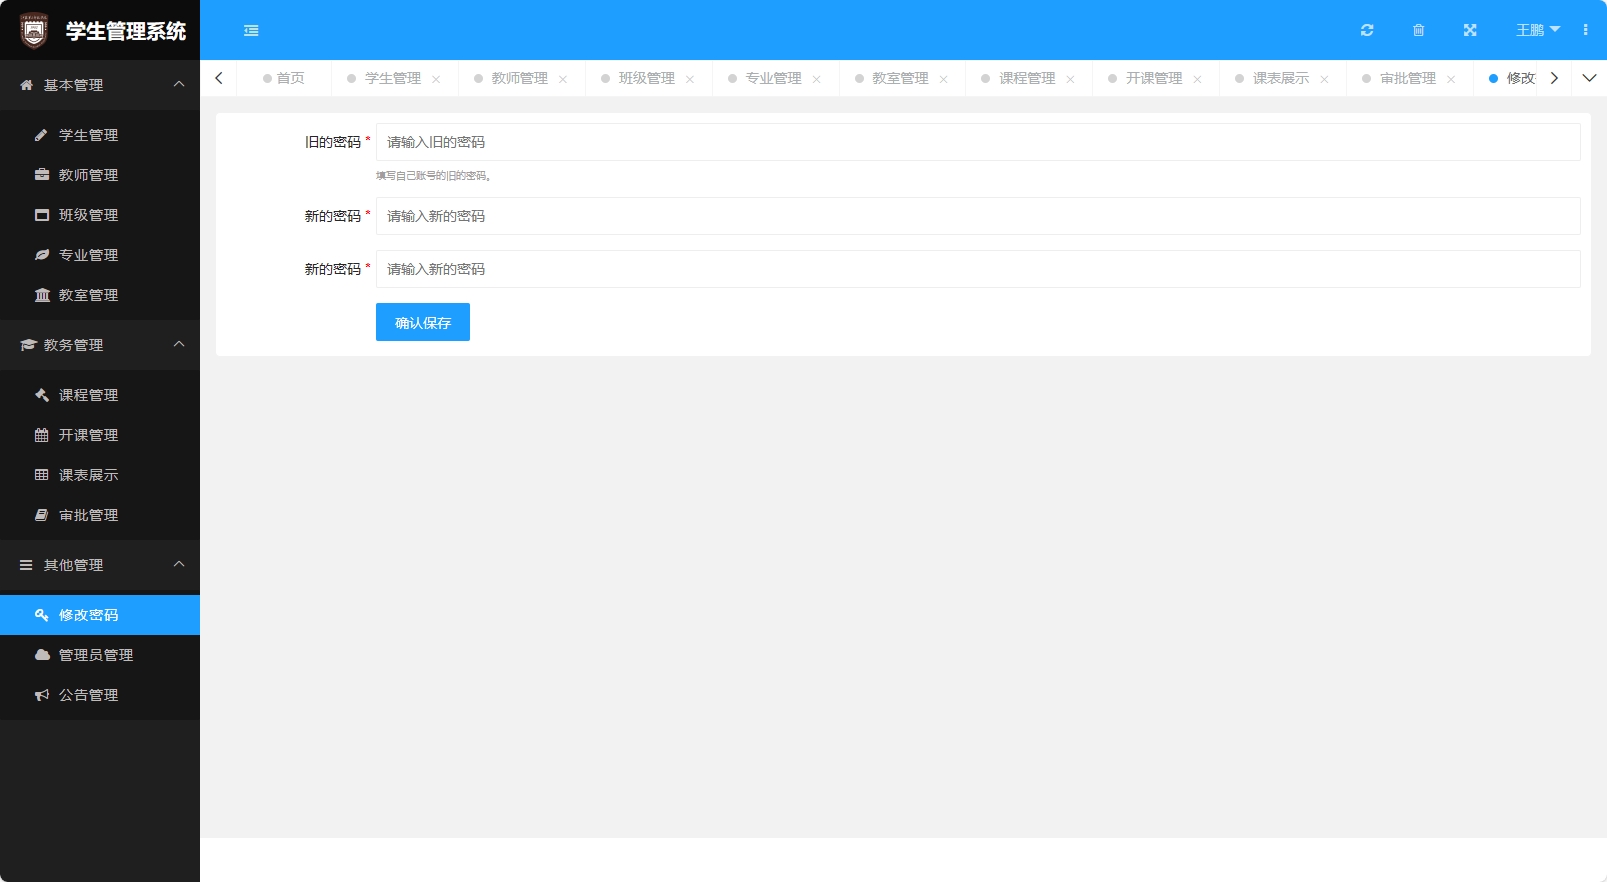 学生管理系统
王鹏
首页
学生管理
教师管理
班级管理
专业管理
教室管理
课程管理
开课管理
课表展示
审批管理
修改
基本管理
学生管理
教师管理
班级管理
专业管理
教室管理
教务管理
课程管理
开课管理
课表展示
审批管理
其他管理
修改密码
管理员管理
公告管理
旧的密码 *
请输入旧的密码
填写自己账号的旧的密码。
新的密码 *
请输入新的密码
新的密码 *
请输入新的密码
确认保存